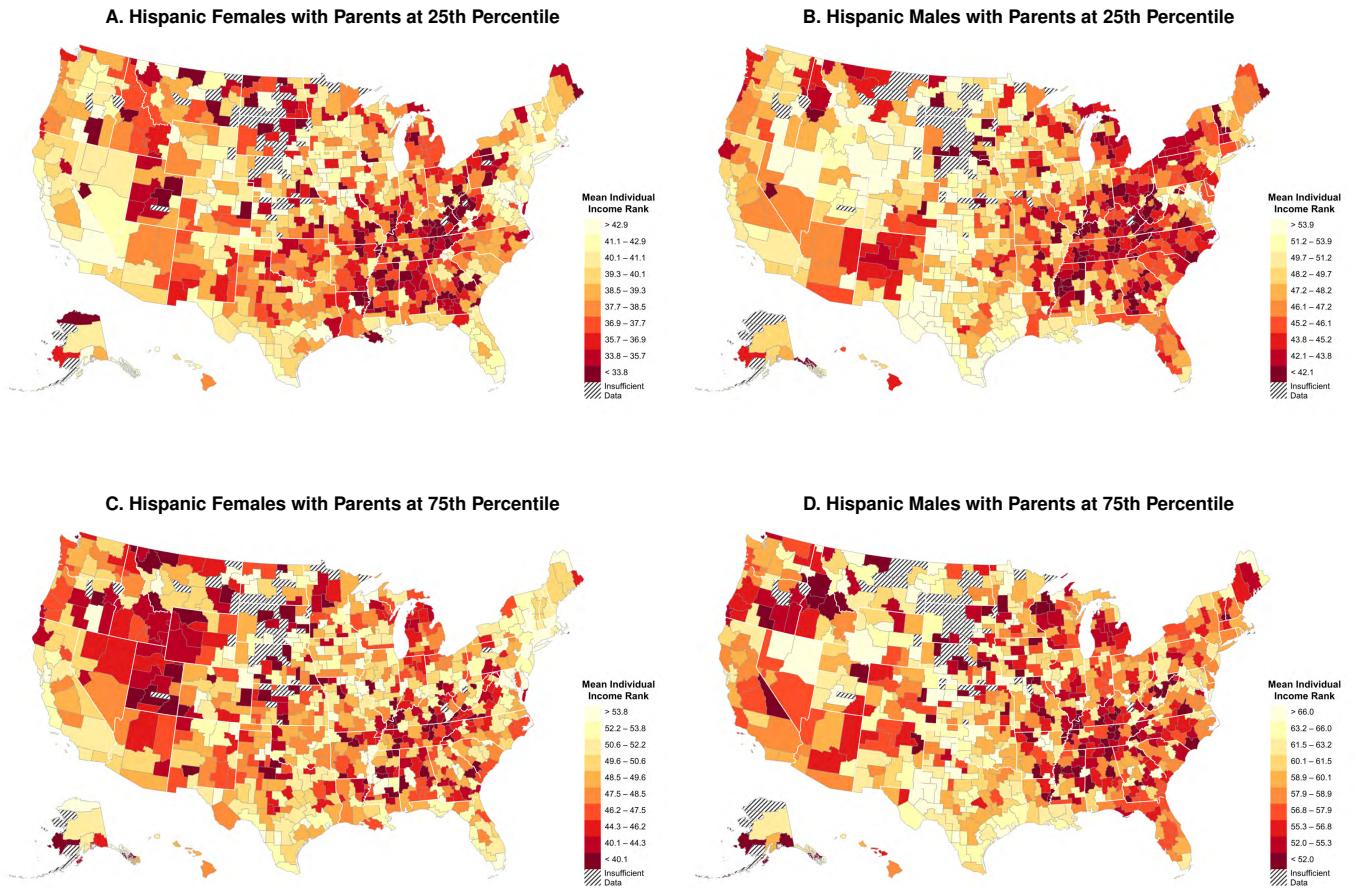 A. Hispanic Females with Parents at 25th Percentile
Mean Individual
Income Rank
> 42.9
41.1 – 42.9
40.1 – 41.1
39.3 – 40.1
38.5 – 39.3
37.7 – 38.5
36.9 – 37.7
35.7 – 36.9
33.8 – 35.7
< 33.8
Insufficient
Data
B. Hispanic Males with Parents at 25th Percentile
Mean Individual
Income Rank
> 53.9
51.2 – 53.9
49.7 – 51.2
48.2 – 49.7
47.2 – 48.2
46.1 – 47.2
45.2 – 46.1
43.8 – 45.2
42.1 – 43.8
< 42.1
Insufficient
Data
C. Hispanic Females with Parents at 75th Percentile
Mean Individual
Income Rank
> 53.8
52.2 – 53.8
50.6 – 52.2
49.6 – 50.6
48.5 – 49.6
47.5 – 48.5
46.2 – 47.5
44.3 – 46.2
40.1 – 44.3
< 40.1
Insufficient
Data
D. Hispanic Males with Parents at 75th Percentile
Mean Individual
Income Rank
> 66.0
63.2 – 66.0
61.5 – 63.2
60.1 – 61.5
58.9 – 60.1
57.9 – 58.9
56.8 – 57.9
55.3 – 56.8
52.0 – 55.3
< 52.0
Insufficient
Data